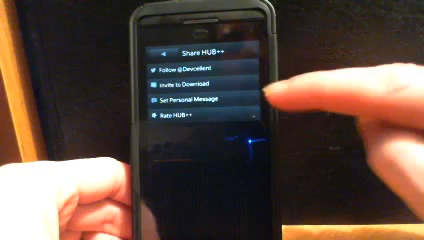 Share HUB++
Follow @Devcellent
Invite to Download
Set Personal Message
Rate HUB++